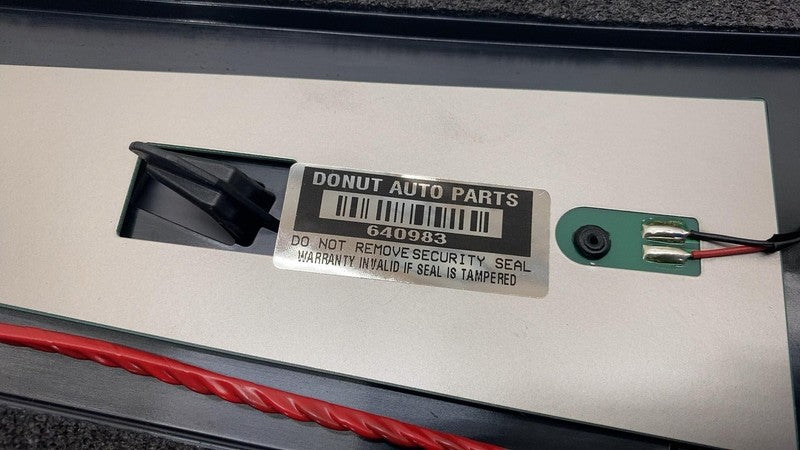 DONUT AUTO PARTS
640983
DO NOT REMOVE SECURITY SEAL
WARRANTY INVALID IF SEAL IS TAMPERED